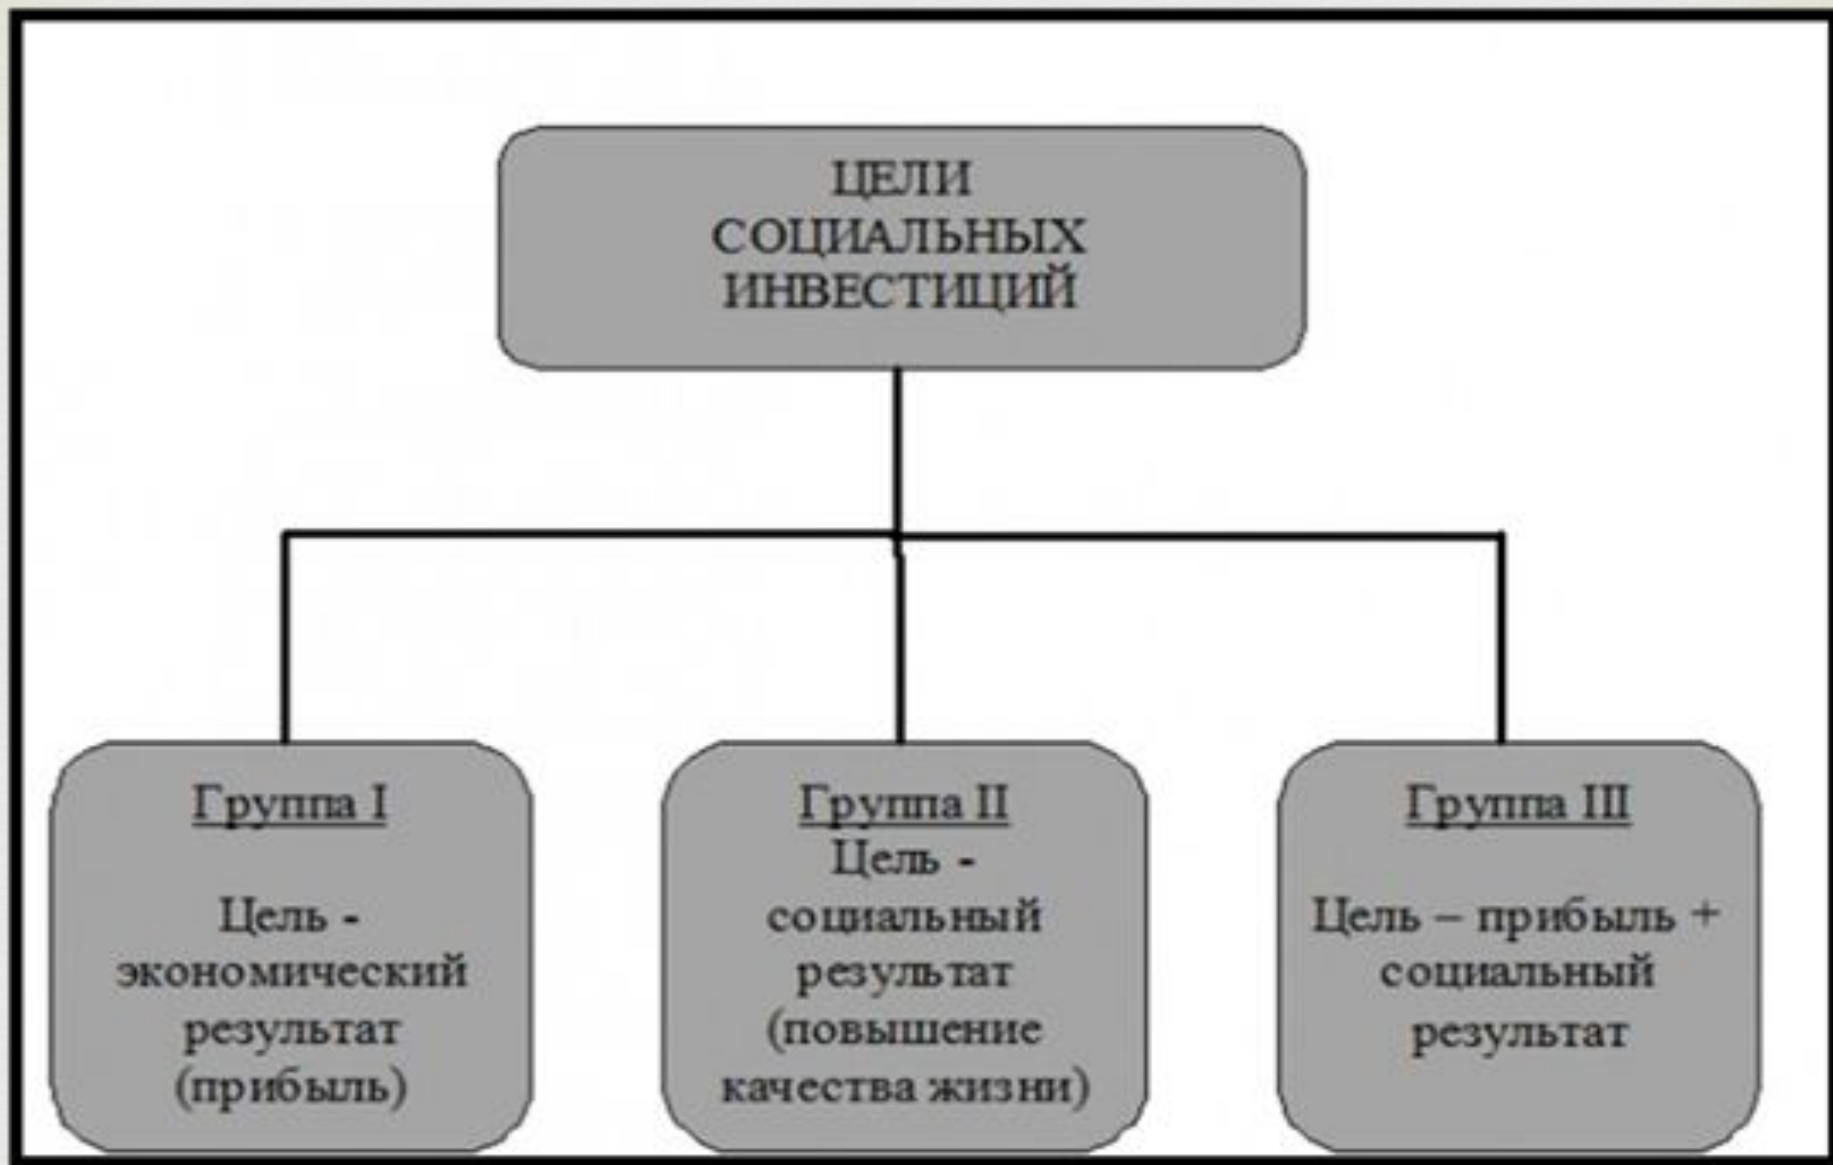 ЦЕЛИ
СОЦИАЛЬНЫХ
ИНВЕСТИЦИЙ
Группа I
Цель -
экономический
результат
(прибыль)
Группа II
Цель -
социальный
результат
(повышение
качества жизни)
Группа III
Цель – прибыль +
социальный
результат